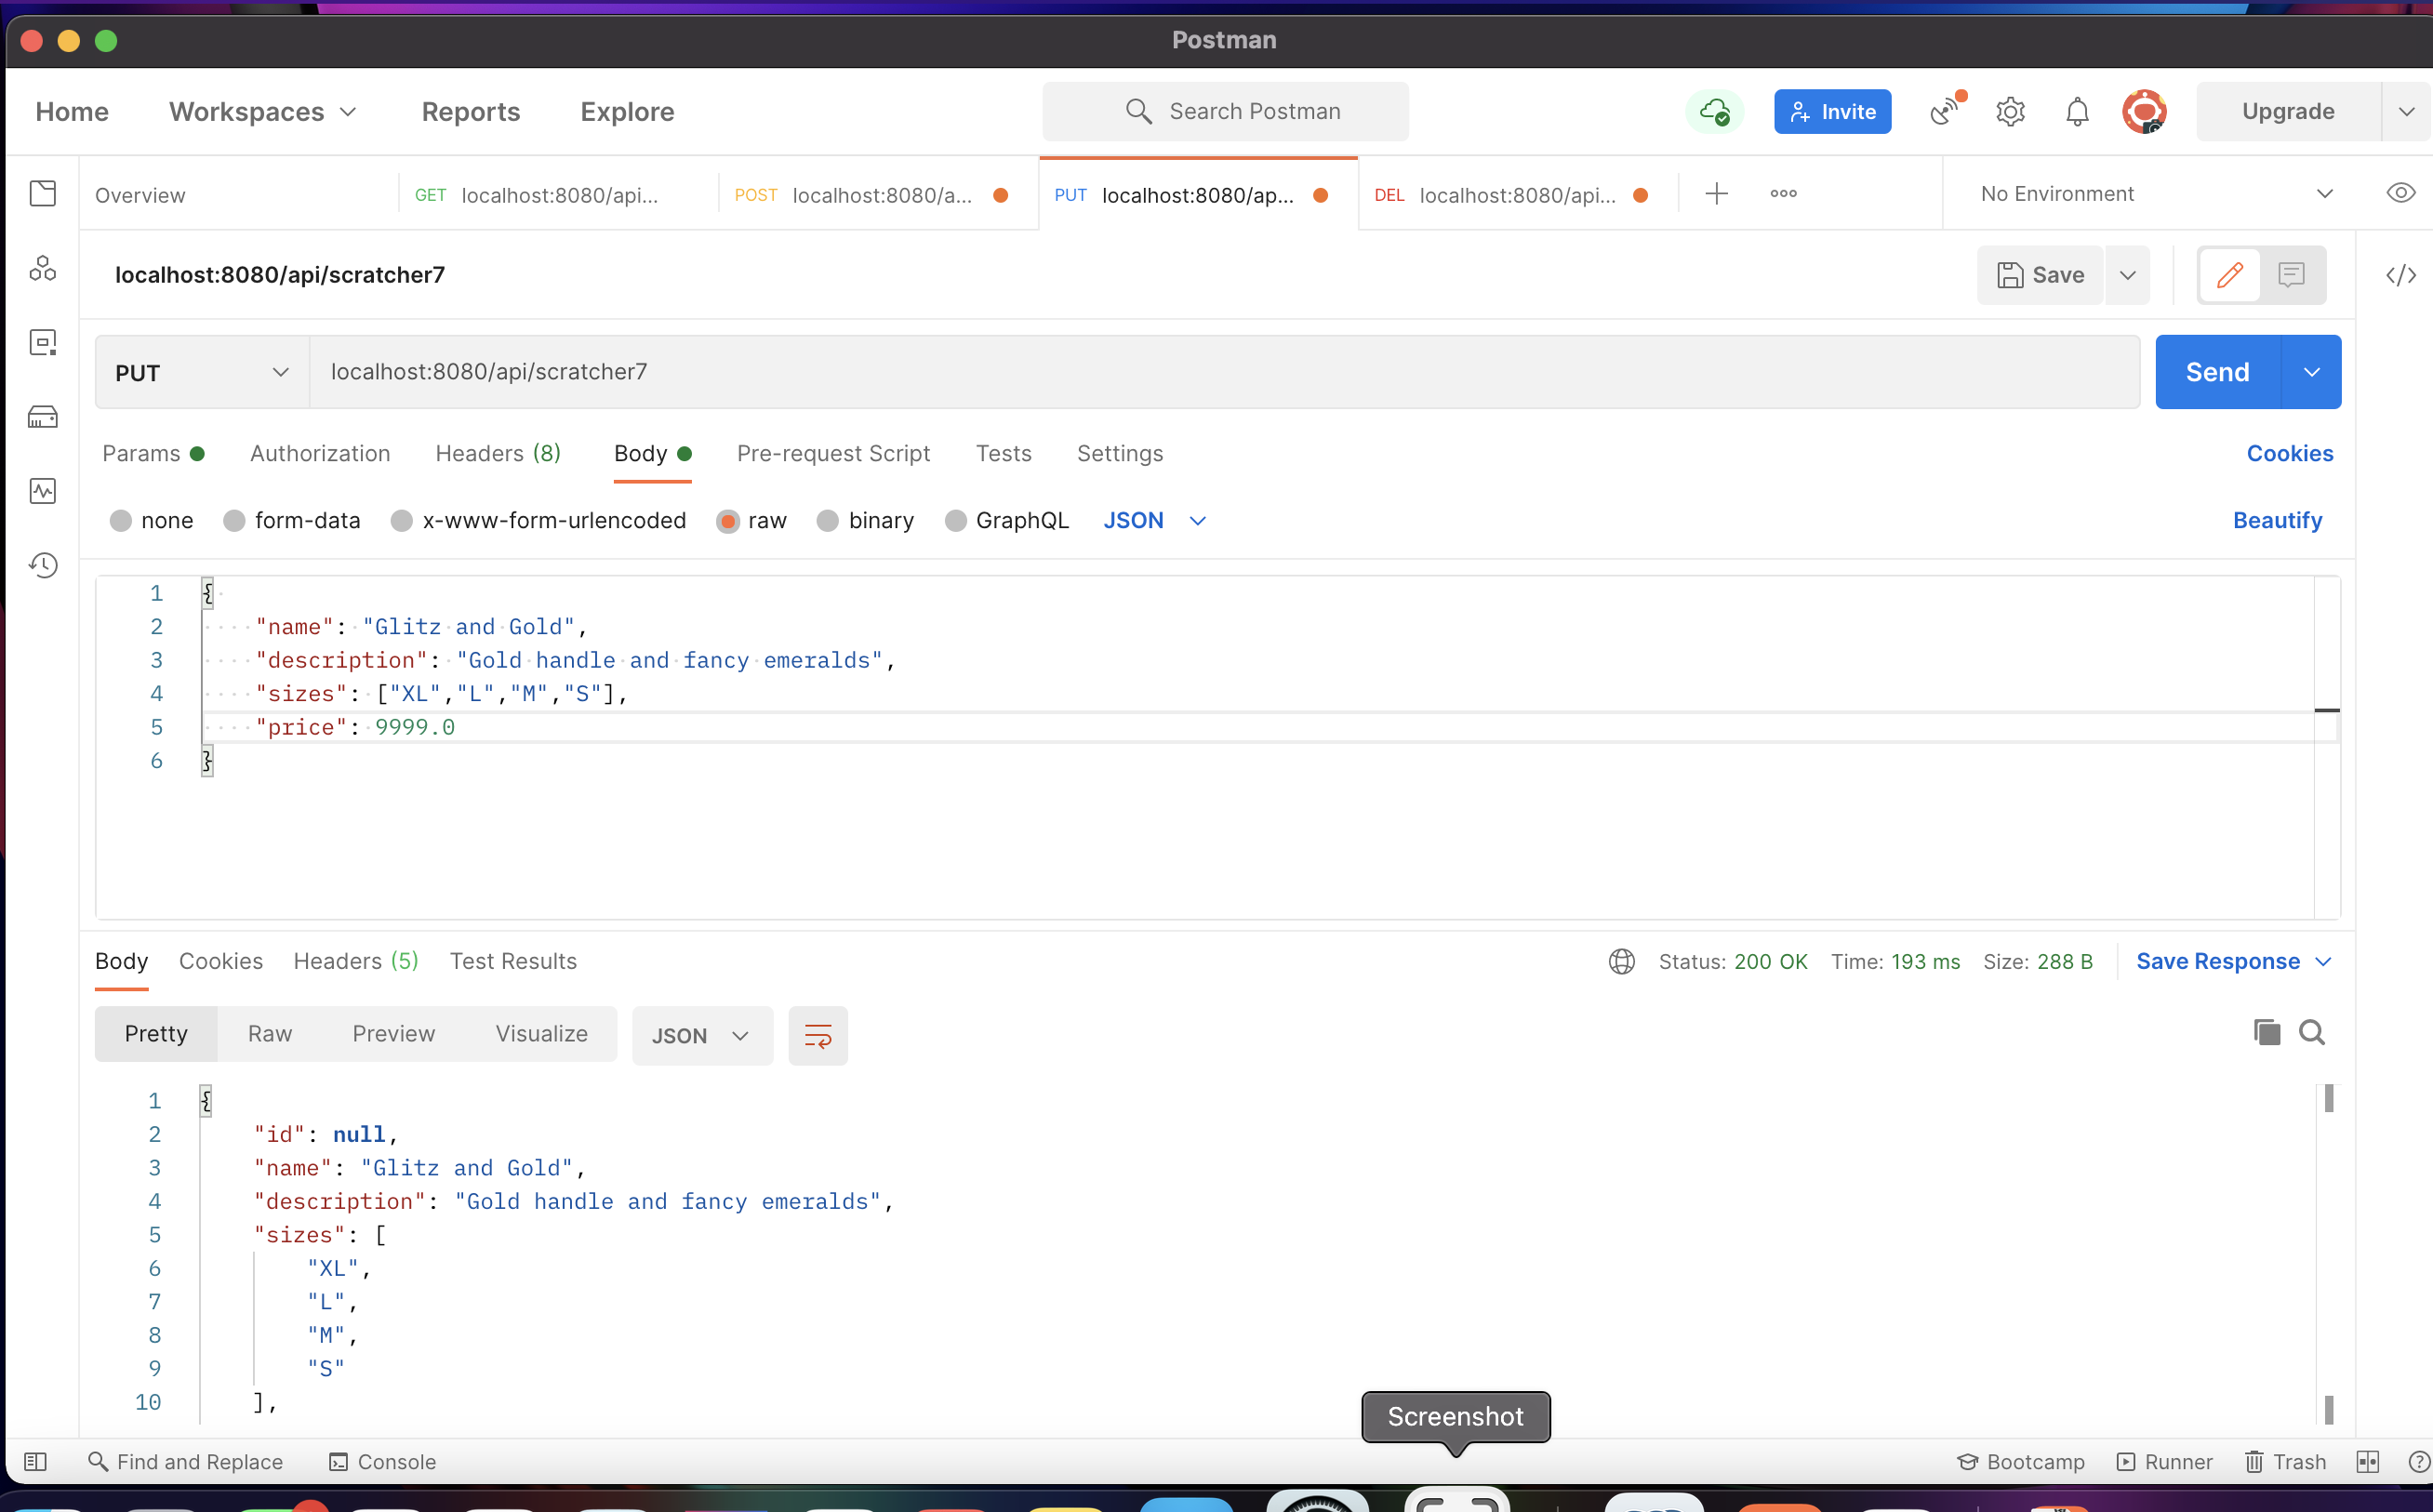 Postman
Home Workspaces Reports Explore Search Postman Invite Upgrade
Overview GET localhost:8080/api... POST localhost:8080/a... PUT localhost:8080/ap... DEL localhost:8080/api... No Environment
localhost:8080/api/scratcher7 Save
PUT localhost:8080/api/scratcher7 Send
Params Authorization Headers (8) Body Pre-request Script Tests Settings Cookies
none form-data x-www-form-urlencoded raw binary GraphQL JSON Beautify
1 {
2 "name": "Glitz and Gold",
3 "description": "Gold handle and fancy emeralds",
4 "sizes": ["XL","L","M","S"],
5 "price": 9999.0
6 }
Body Cookies Headers (5) Test Results Status: 200 OK Time: 193 ms Size: 288 B Save Response
Pretty Raw Preview Visualize JSON
1 {
2 "id": null,
3 "name": "Glitz and Gold",
4 "description": "Gold handle and fancy emeralds",
5 "sizes": [
6 "XL",
7 "L",
8 "M",
9 "S"
10 ],
Screenshot
Find and Replace Console Bootcamp Runner Trash